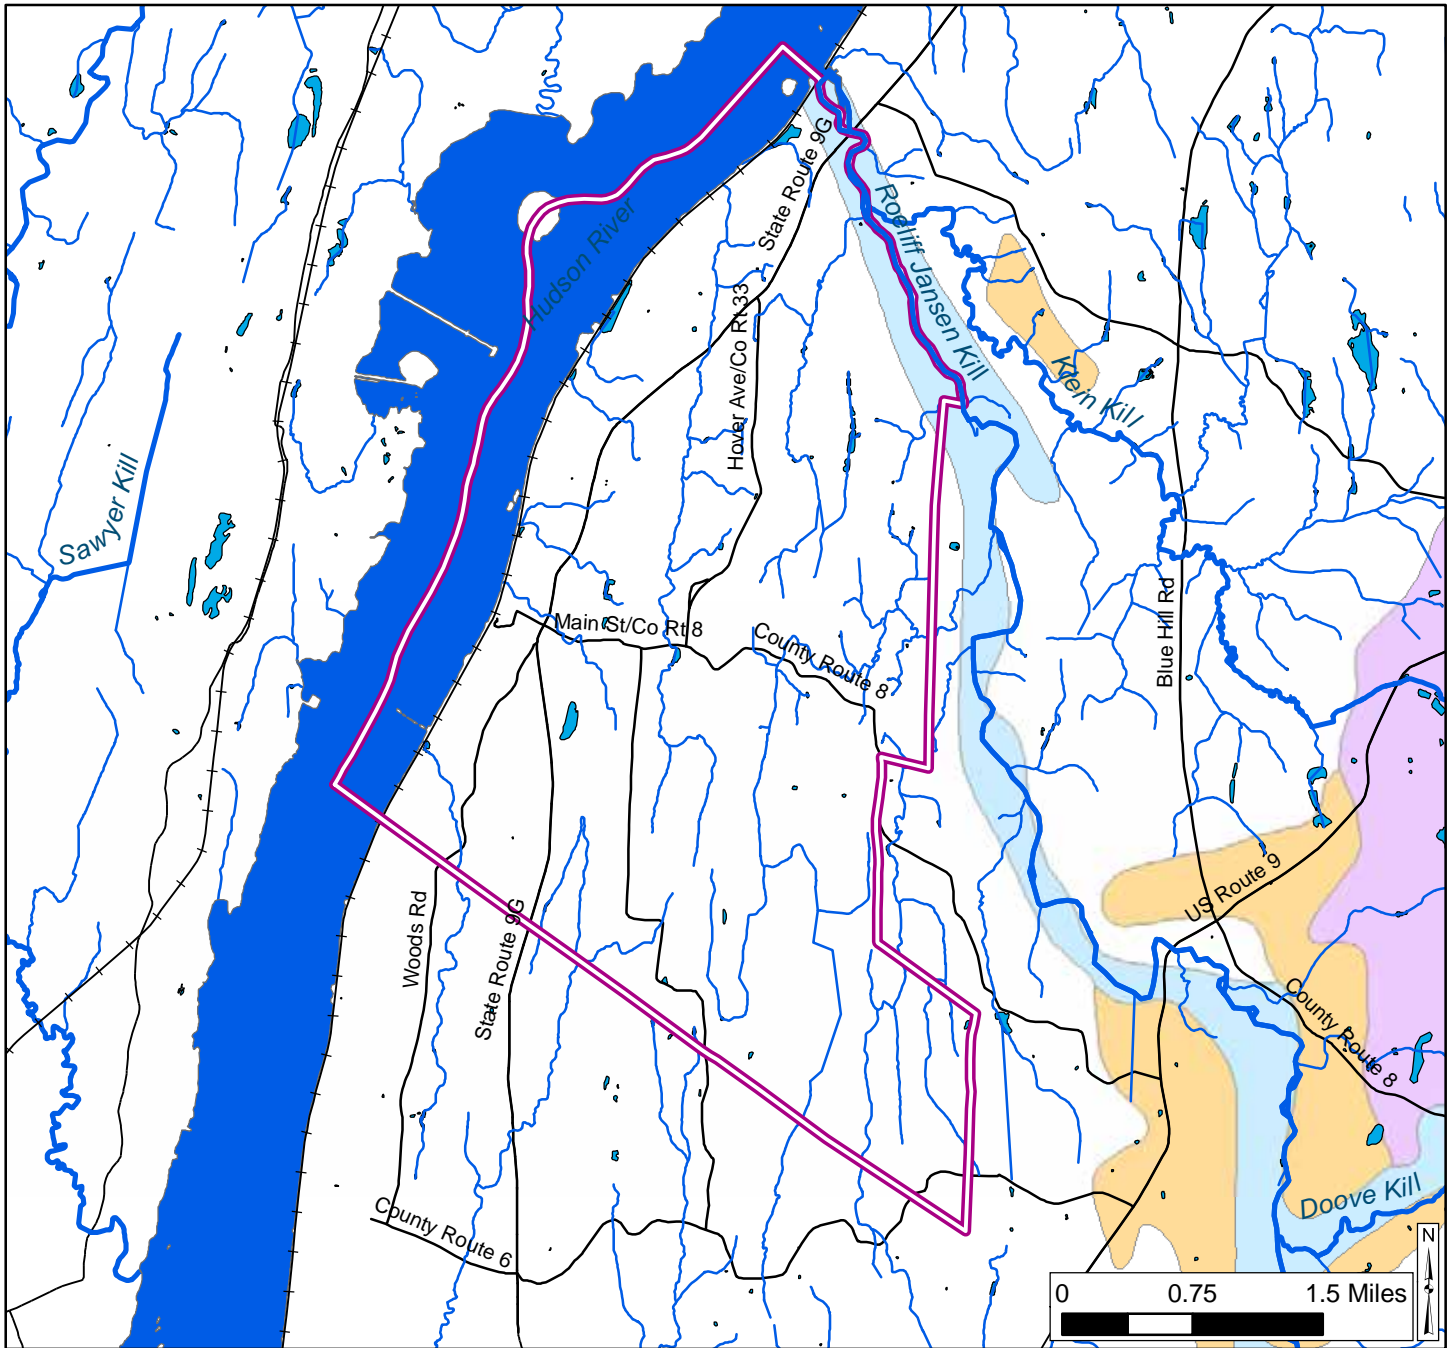 State Route 9G
Roeliff Jansen Kill
Hudson River
Hover Ave/Co Rt 33
Klein Kill
Sawyer Kill
Main St/Co Rt 8
County Route 8
Blue Hill Rd
US Route 9
Woods Rd
State Route 9G
County Route 8
Doove Kill
County Route 6
N
0 0.75 1.5 Miles